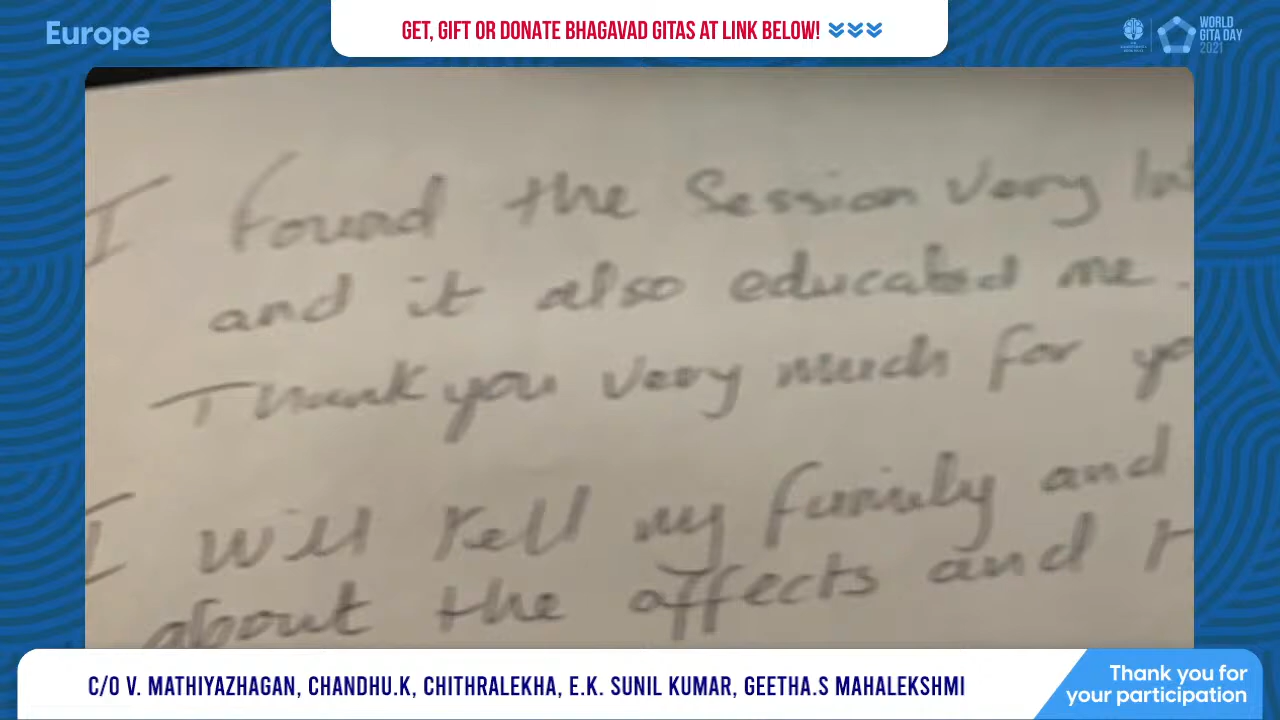 Europe
GET, GIFT OR DONATE BHAGAVAD GITAS AT LINK BELOW!
WORLD
GITA DAY
2021
I found the Session very
and it also educated me.
Thank you very much for
I will tell my family and
about the affects and
C/O V. MATHIYAZHAGAN, CHANDHU.K, CHITHRALEKHA, E.K. SUNIL KUMAR, GEETHA.S MAHALEKSHMI
Thank you for
your participation